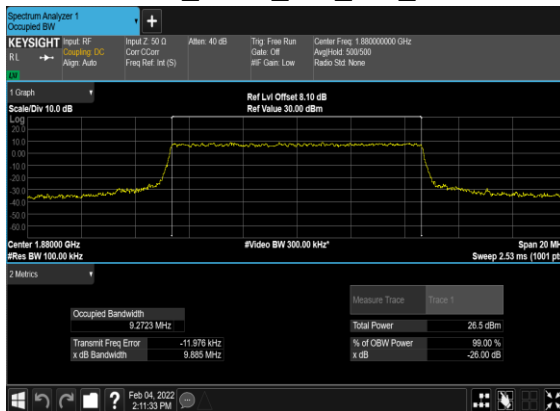 Spectrum Analyzer 1
Occupied BW
+
KEYSIGHT
RL
Input: RF
Coupling: DC
Align: Auto
Input Z: 50 Ω
Corr CCorr
Freq Ref: Int (S)
Atten: 40 dB
Trig: Free Run
Gate: Off
#IF Gain: Low
Center Freq: 1.880000000 GHz
Avg|Hold: 500/500
Radio Std: None
1 Graph
Scale/Div 10.0 dB
Ref Lvl Offset 8.10 dB
Ref Value 30.00 dBm
Log
20.0
10.0
0.00
-10.0
-20.0
-30.0
-40.0
-50.0
-60.0
Center 1.88000 GHz
#Res BW 100.00 kHz
#Video BW 300.00 kHz*
Span 20 MH
Sweep 2.53 ms (1001 pts
2 Metrics
Measure Trace Trace 1
Occupied Bandwidth
9.2723 MHz
Total Power 26.5 dBm
Transmit Freq Error -11.976 kHz
% of OBW Power 99.00 %
x dB Bandwidth 9.885 MHz
x dB -26.00 dB
?
Feb 04, 2022
2:11:33 PM